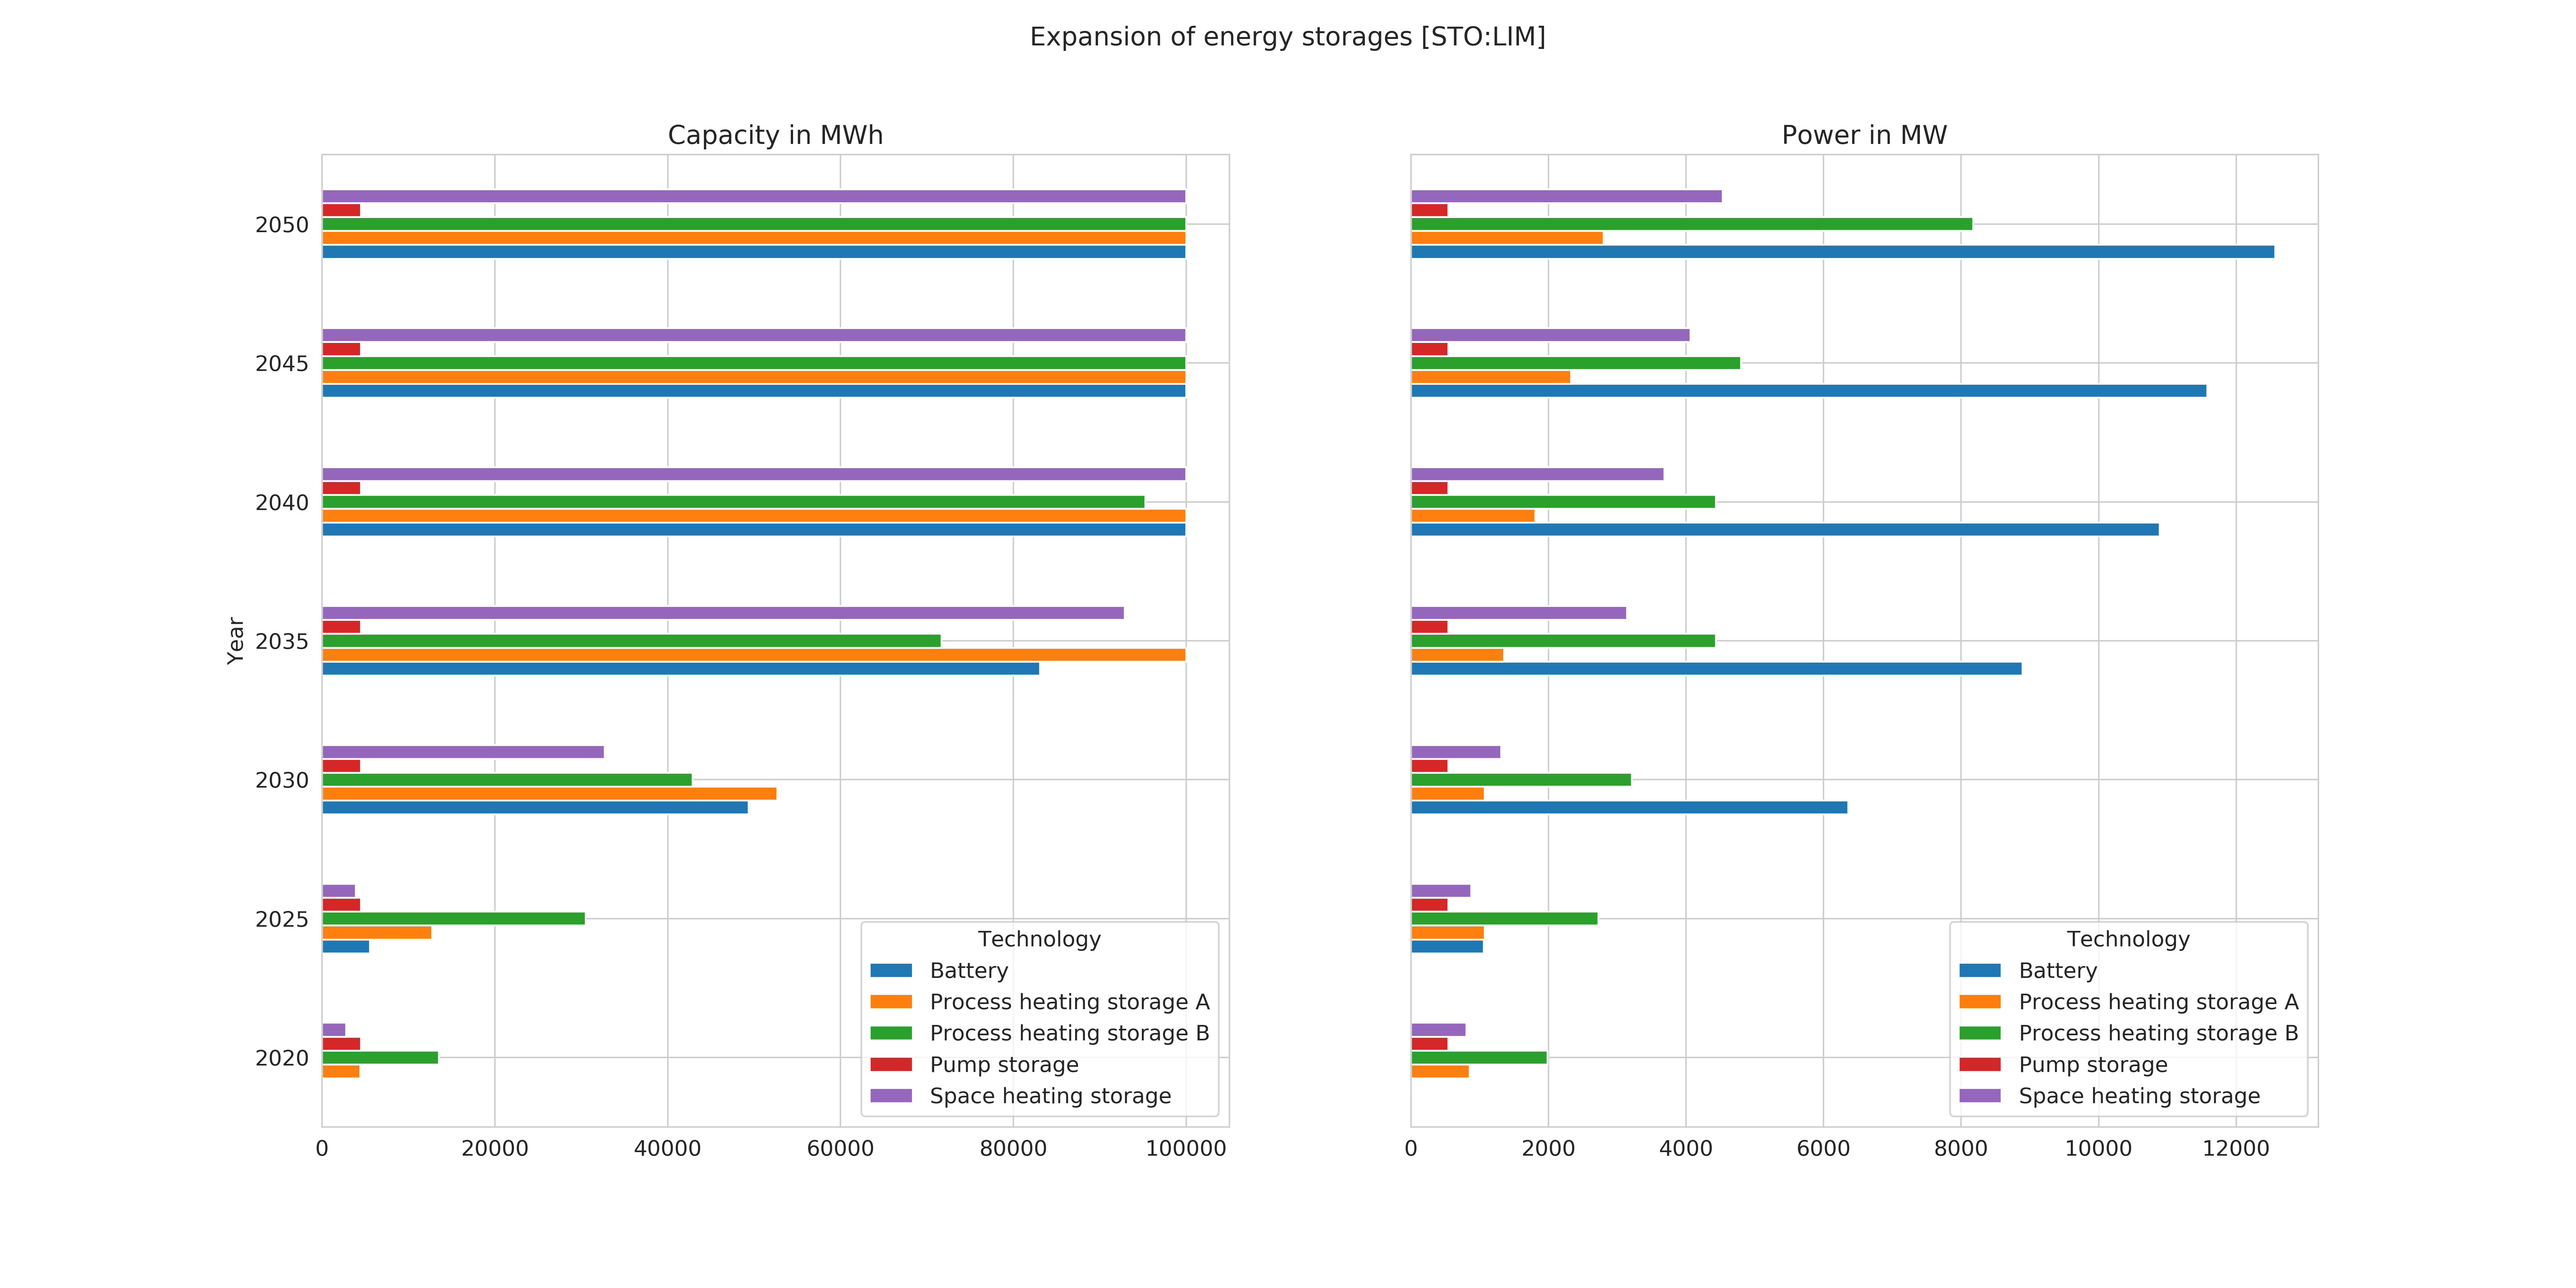 Expansion of energy storages [STO:LIM]
Capacity in MWh
Year
2050
2045
2040
2035
2030
2025
2020
0 20000 40000 60000 80000 100000
Technology
Battery
Process heating storage A
Process heating storage B
Pump storage
Space heating storage
Power in MW
0 2000 4000 6000 8000 10000 12000
Technology
Battery
Process heating storage A
Process heating storage B
Pump storage
Space heating storage